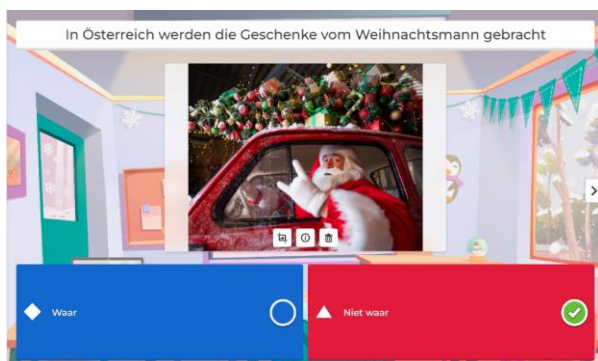 In Österreich werden die Geschenke vom Weihnachtsmann gebracht
Waar
Niet waar